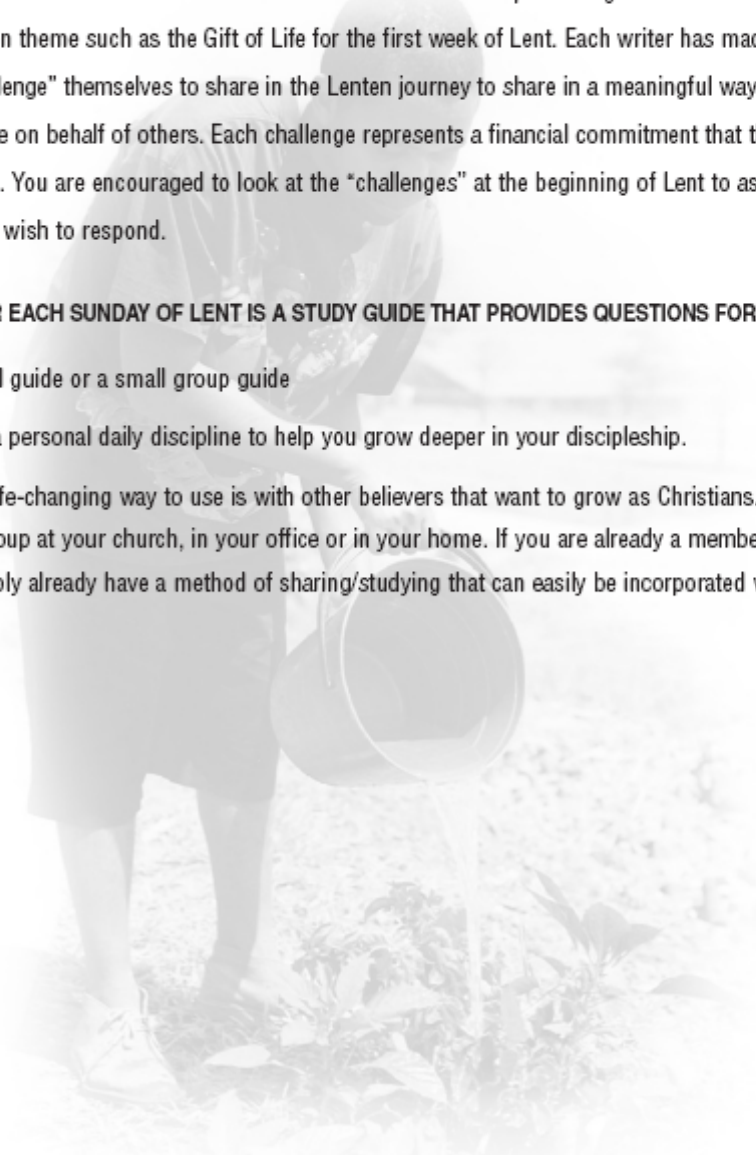 n theme such as the Gift of Life for the first week of Lent. Each writer has mad
lenge" themselves to share in the Lenten journey to share in a meaningful way
e on behalf of others. Each challenge represents a financial commitment that t
. You are encouraged to look at the “challenges” at the beginning of Lent to as
wish to respond.
R EACH SUNDAY OF LENT IS A STUDY GUIDE THAT PROVIDES QUESTIONS FOR
l guide or a small group guide
a personal daily discipline to help you grow deeper in your discipleship.
fe-changing way to use is with other believers that want to grow as Christians.
oup at your church, in your office or in your home. If you are already a membe
bly already have a method of sharing/studying that can easily be incorporated w